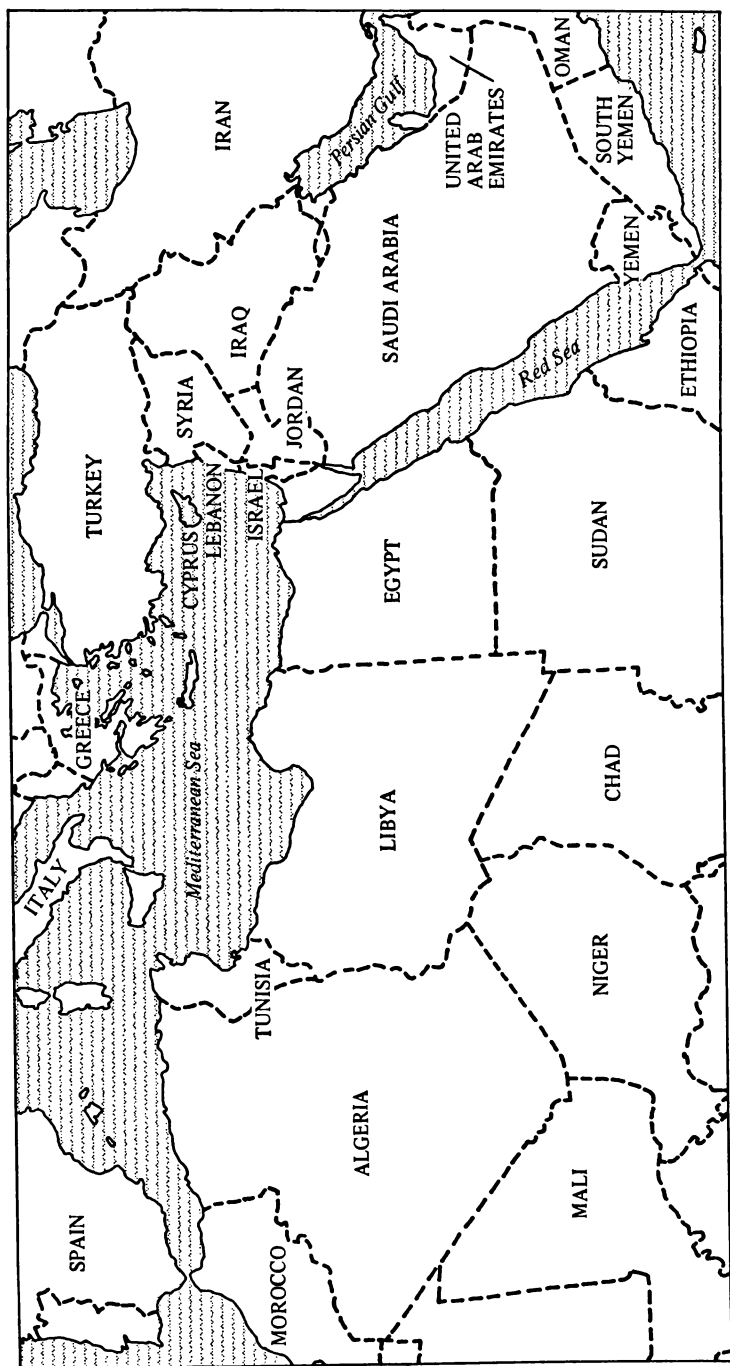 SPAIN
ITALY
GREECE
TURKEY
IRAN
Mediterranean Sea
CYPRUS
LEBANON
ISRAEL
SYRIA
IRAQ
JORDAN
Persian Gulf
MOROCCO
ALGERIA
TUNISIA
LIBYA
EGYPT
SAUDI ARABIA
UNITED
ARAB
EMIRATES
Red Sea
MALI
NIGER
CHAD
SUDAN
ETHIOPIA
YEMEN
SOUTH
YEMEN
OMAN